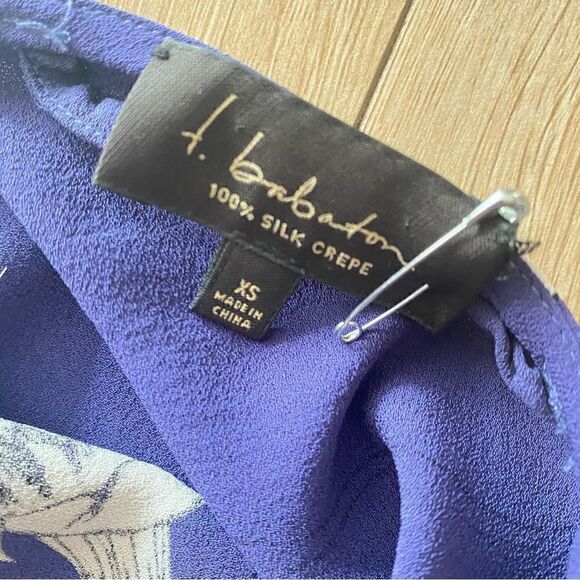 t. babaton
100% SILK CREPE
XS
MADE IN
CHINA